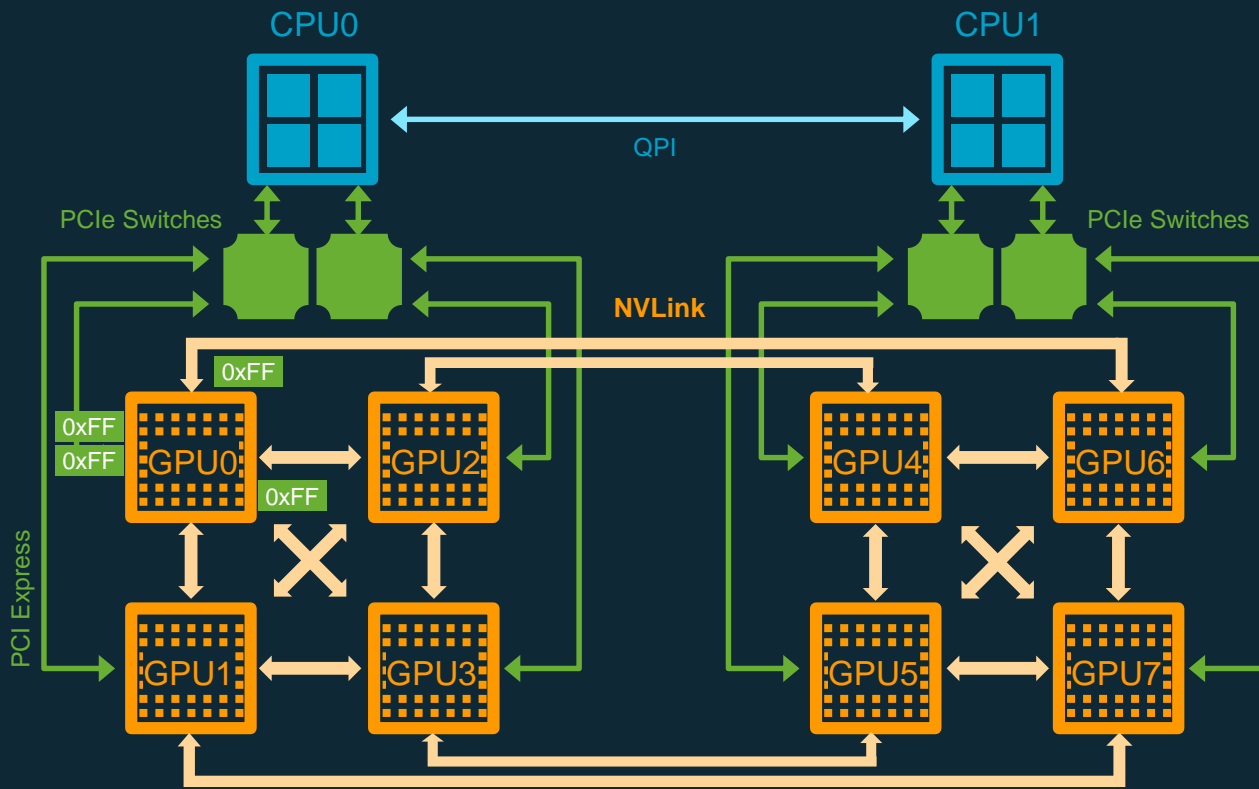 CPU0
CPU1
QPI
PCIe Switches
PCIe Switches
NVLink
0xFF
0xFF
0xFF
GPU0
GPU2
GPU4
GPU6
0xFF
PCI Express
GPU1
GPU3
GPU5
GPU7